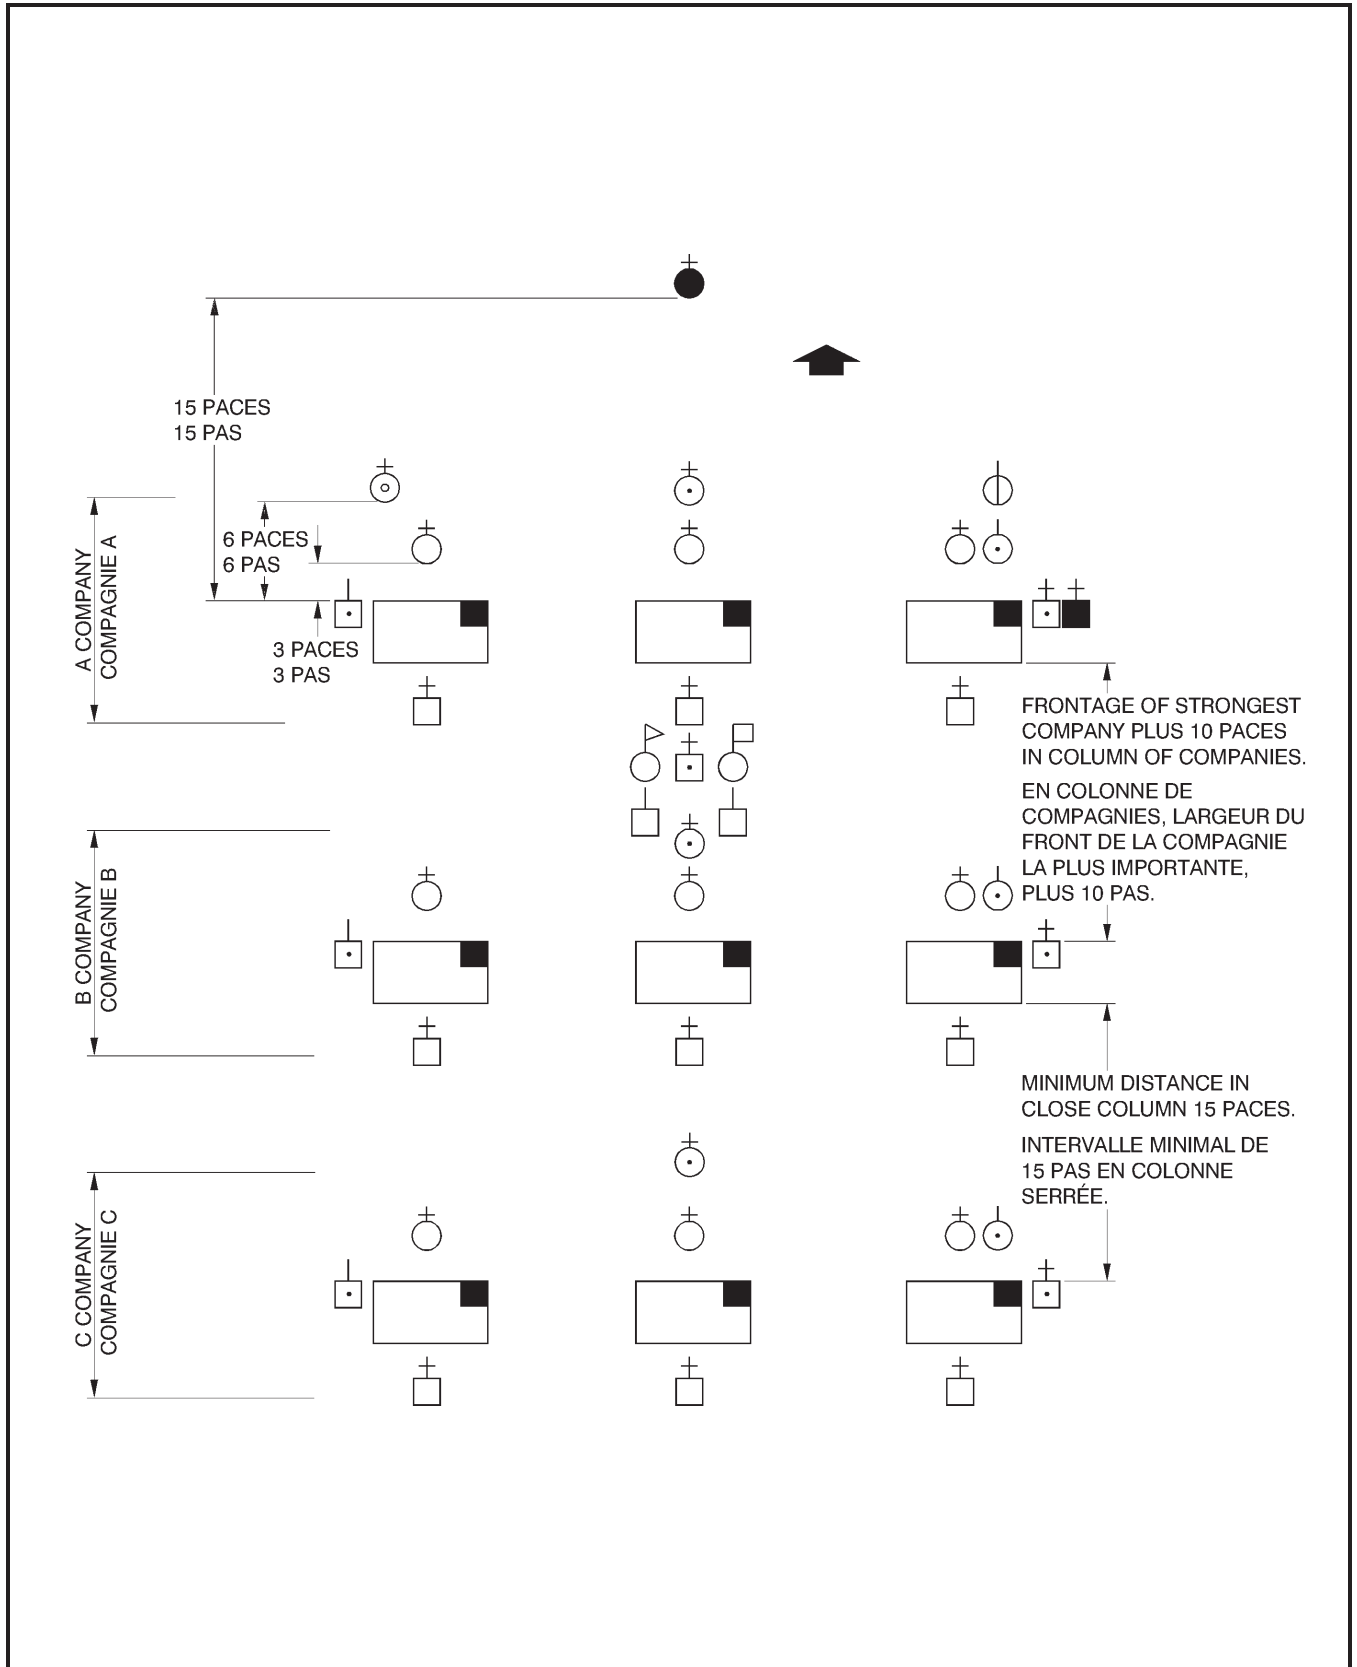 15 PACES
15 PAS
6 PACES
6 PAS
A COMPANY
COMPAGNIE A
3 PACES
3 PAS
FRONTAGE OF STRONGEST
COMPANY PLUS 10 PACES
IN COLUMN OF COMPANIES.
EN COLONNE DE
COMPAGNIES, LARGEUR DU
FRONT DE LA COMPAGNIE
LA PLUS IMPORTANTE,
PLUS 10 PAS.
B COMPANY
COMPAGNIE B
MINIMUM DISTANCE IN
CLOSE COLUMN 15 PACES.
INTERVALLE MINIMAL DE
15 PAS EN COLONNE
SERRÉE.
C COMPANY
COMPAGNIE C